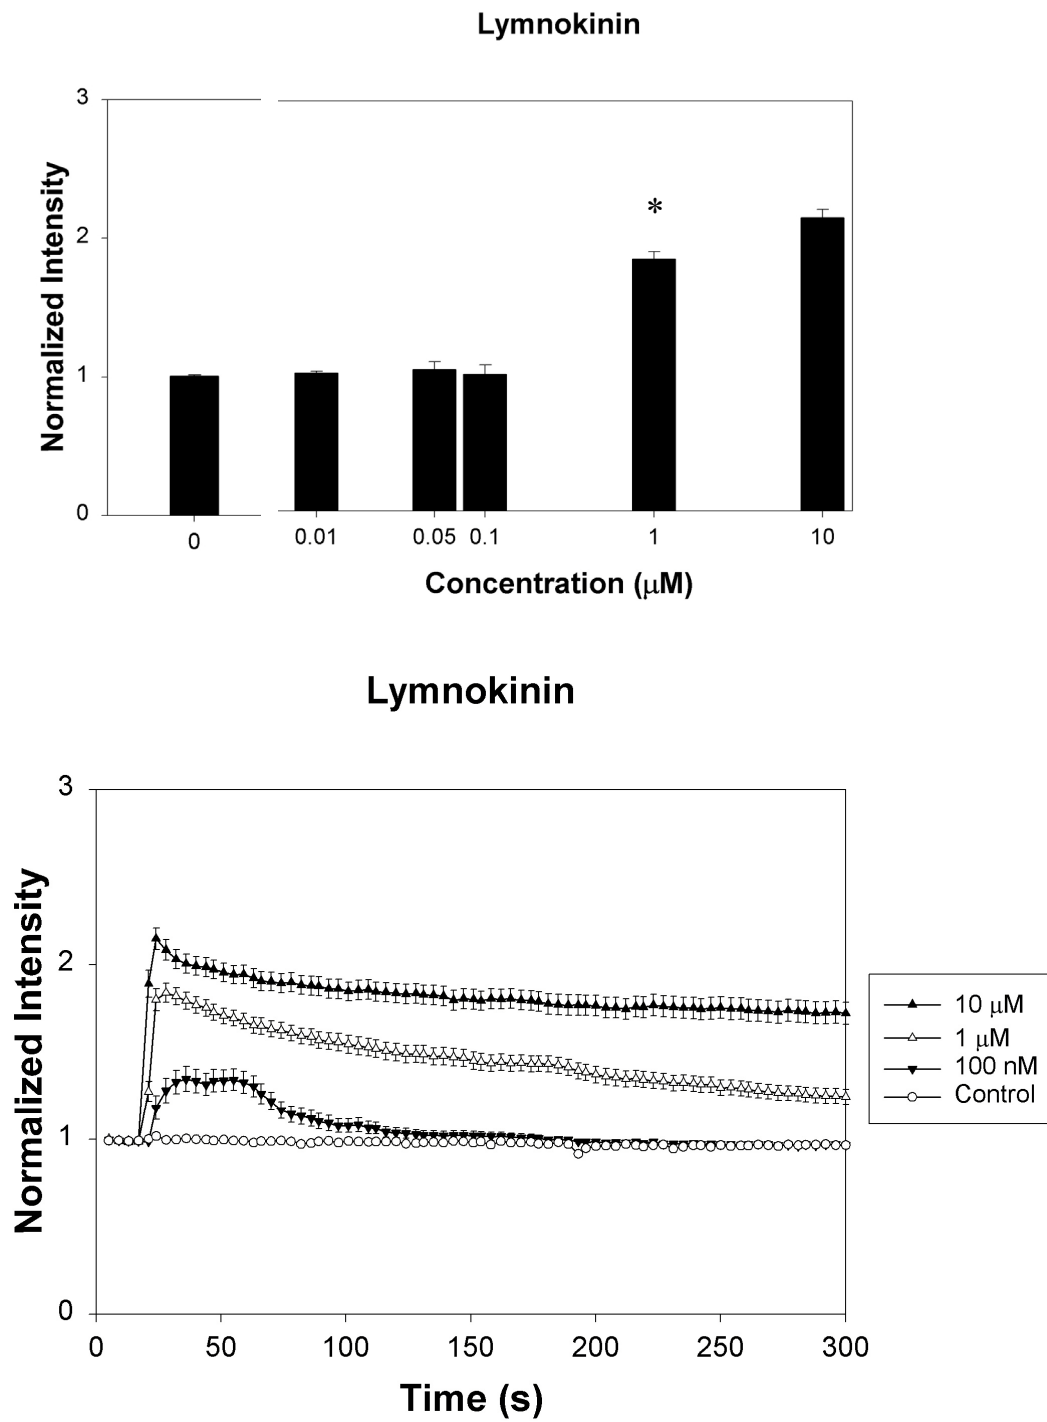 Lymnokinin
3
2
1
0
Normalized Intensity
*
0 0.01 0.05 0.1 1 10
Concentration (μM)
Lymnokinin
3
2
1
0
Normalized Intensity
10 μM
1 μM
100 nM
Control
0 50 100 150 200 250 300
Time (s)